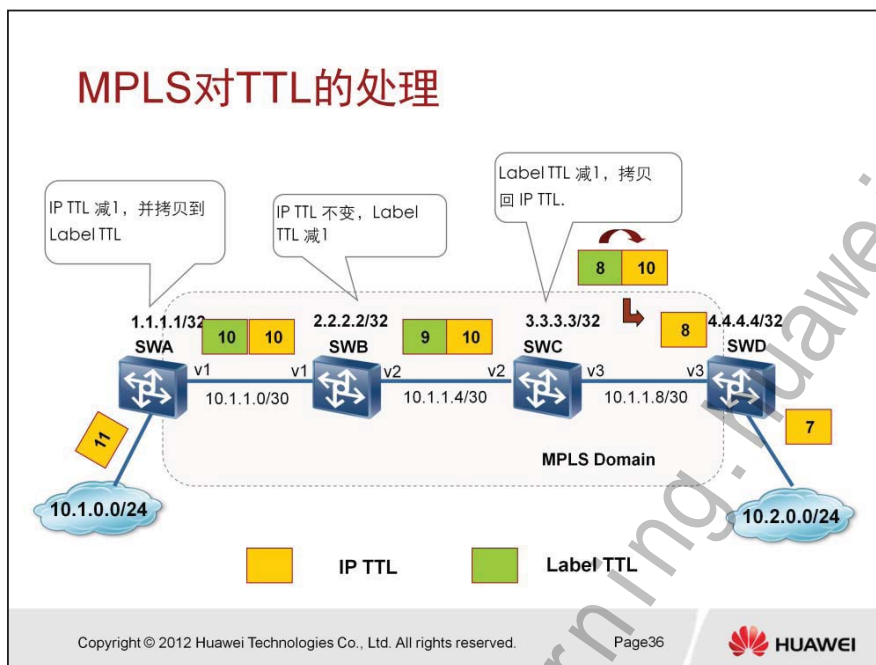 MPLS对TTL的处理
IP TTL 减1，并拷贝到
Label TTL
IP TTL 不变，Label
TTL 减1
Label TTL 减1，拷贝
回 IP TTL.
8 10
1.1.1.1/32
SWA
10 10
2.2.2.2/32
SWB
9 10
3.3.3.3/32
SWC
8
4.4.4.4/32
SWD
v1 v1 v2 v2 v3 v3
10.1.1.0/30 10.1.1.4/30 10.1.1.8/30
11
7
MPLS Domain
10.1.0.0/24
10.2.0.0/24
IP TTL
Label TTL
Copyright © 2012 Huawei Technologies Co., Ltd. All rights reserved.
Page36
HUAWEI
rning.huawei.